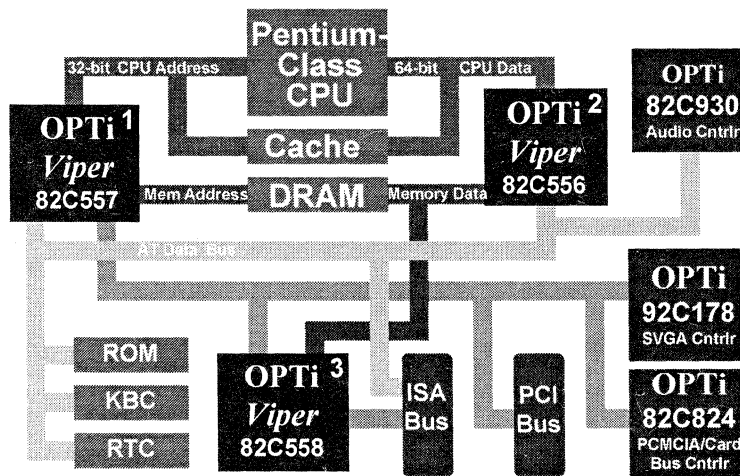 Pentium-
Class
CPU
32-bit CPU Address
64-bit CPU Data
OPTi 1
Viper
82C557
OPTi 2
Viper
82C556
OPTi
82C930
Audio Cntrlr
Cache
Mem Address
DRAM
Memory Data
AT Data Bus
OPTi
92C178
SVGA Cntrlr
ROM
KBC
RTC
OPTi 3
Viper
82C558
ISA
Bus
PCI
Bus
OPTi
82C824
PCMCIA/Card
Bus Cntrlr